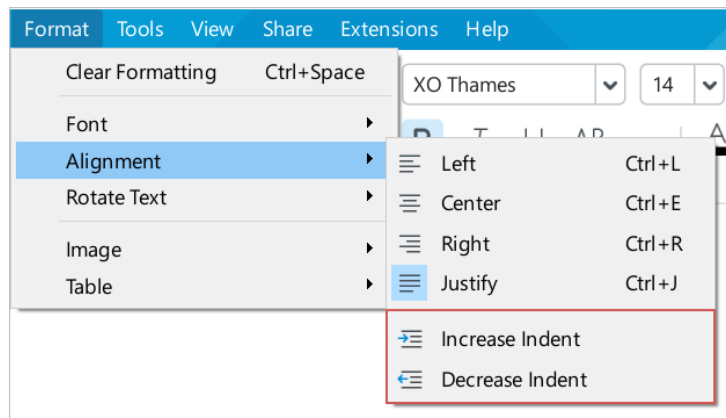 Format Tools View Share Extensions Help
Clear Formatting Ctrl+Space
XO Thames 14
Font
Alignment
Rotate Text
Image
Table
Left Ctrl+L
Center Ctrl+E
Right Ctrl+R
Justify Ctrl+J
Increase Indent
Decrease Indent